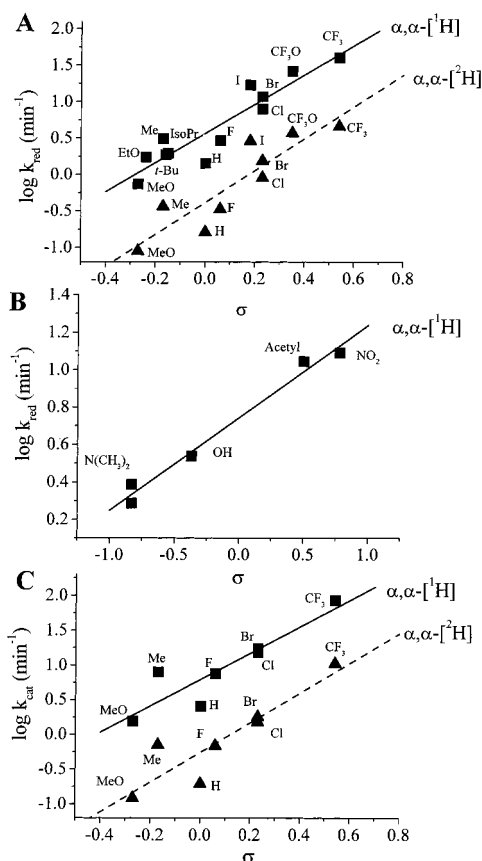 A
α,α-[¹H]
α,α-[²H]
log k_red (min⁻¹)
2.0
1.5
1.0
0.5
0.0
-0.5
-1.0
CF₃
CF₃O
I
Br
Cl
Me
IsoPr
F
EtO
t-Bu
H
MeO
CF₃O
CF₃
I
Br
Cl
Me
F
H
MeO
-0.4 -0.2 0.0 0.2 0.4 0.6 0.8
σ
B
α,α-[¹H]
log k_red (min⁻¹)
1.4
1.2
1.0
0.8
0.6
0.4
0.2
Acetyl
NO₂
OH
N(CH₃)₂
-1.0 -0.5 0.0 0.5 1.0
σ
C
α,α-[¹H]
α,α-[²H]
log k_cat (min⁻¹)
2.0
1.5
1.0
0.5
0.0
-0.5
-1.0
CF₃
Br
Me
F
Cl
CF₃
MeO
H
Br
F
Cl
Me
H
MeO
-0.4 -0.2 0.0 0.2 0.4 0.6 0.8
σ